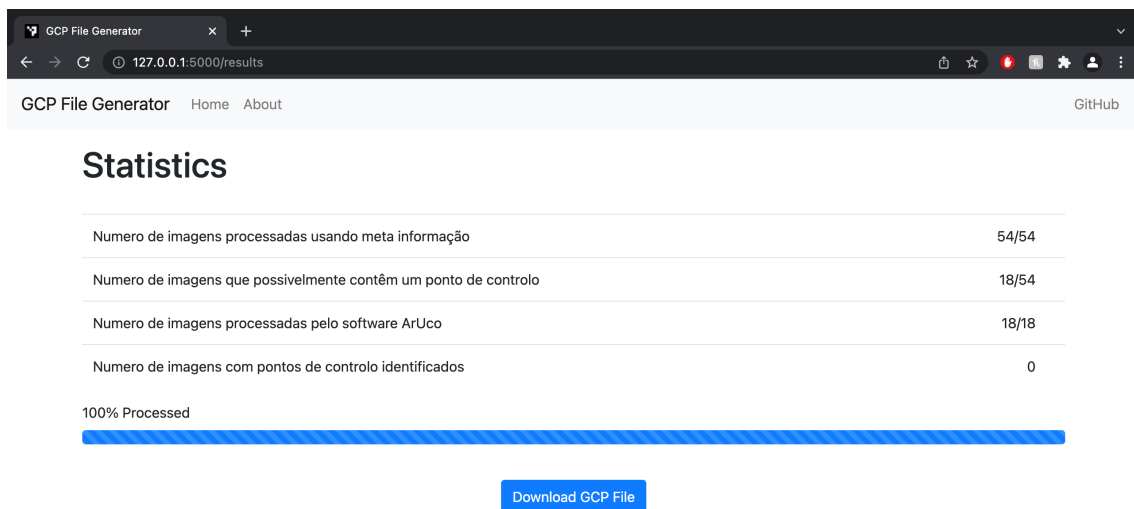 GCP File Generator
127.0.0.1:5000/results
GCP File Generator Home About GitHub
Statistics
Numero de imagens processadas usando meta informação 54/54
Numero de imagens que possivelmente contêm um ponto de controlo 18/54
Numero de imagens processadas pelo software ArUco 18/18
Numero de imagens com pontos de controlo identificados 0
100% Processed
Download GCP File